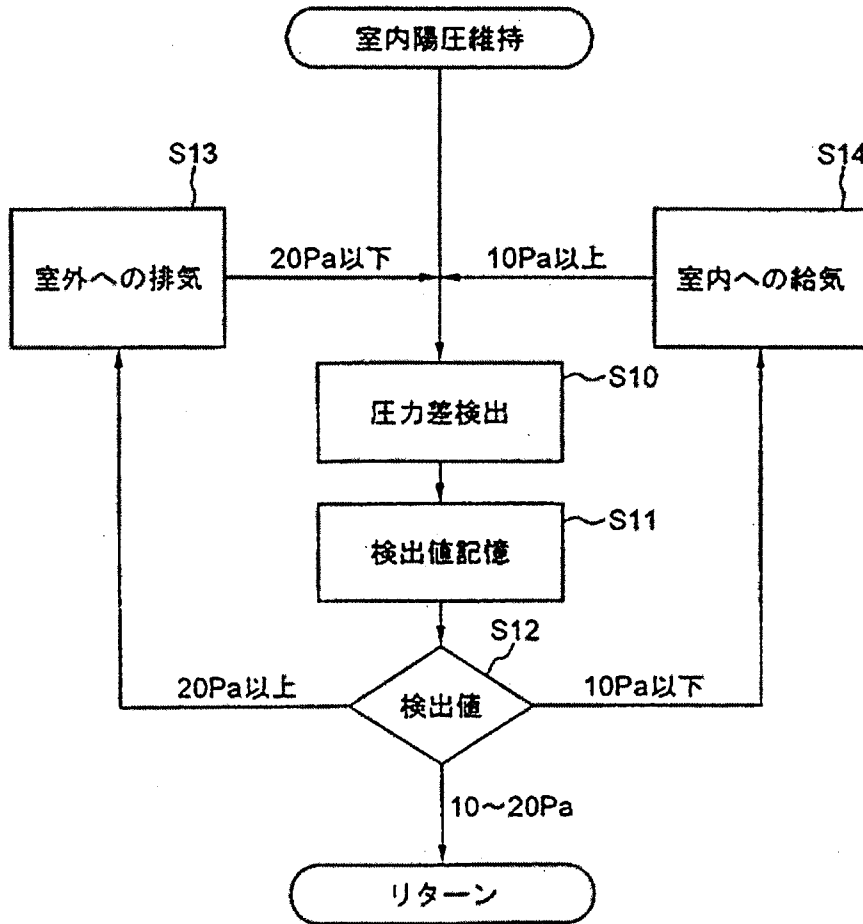 室内陽圧維持
S13
S14
室外への排気
20Pa以下
10Pa以上
室内への給気
S10
圧力差検出
S11
検出値記憶
S12
20Pa以上
検出値
10Pa以下
10～20Pa
リターン